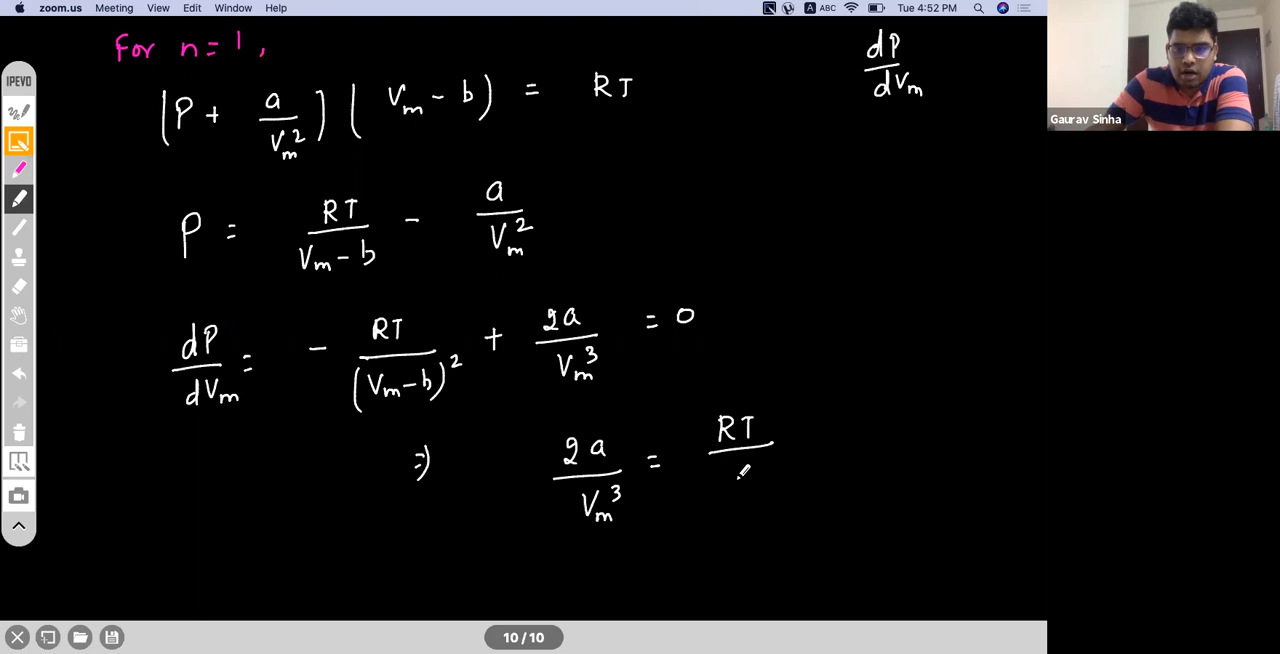 zoom.us Meeting View Edit Window Help ABC Tue 4:52 PM
IPEVO
Gaurav Sinha
For n = 1,
dP/dVm
(P + a/Vm²)(Vm - b) = RT
P = RT/(Vm - b) - a/Vm²
dP/dVm = - RT/(Vm - b)² + 2a/Vm³ = 0
⇒ 2a/Vm³ = RT/
10/10